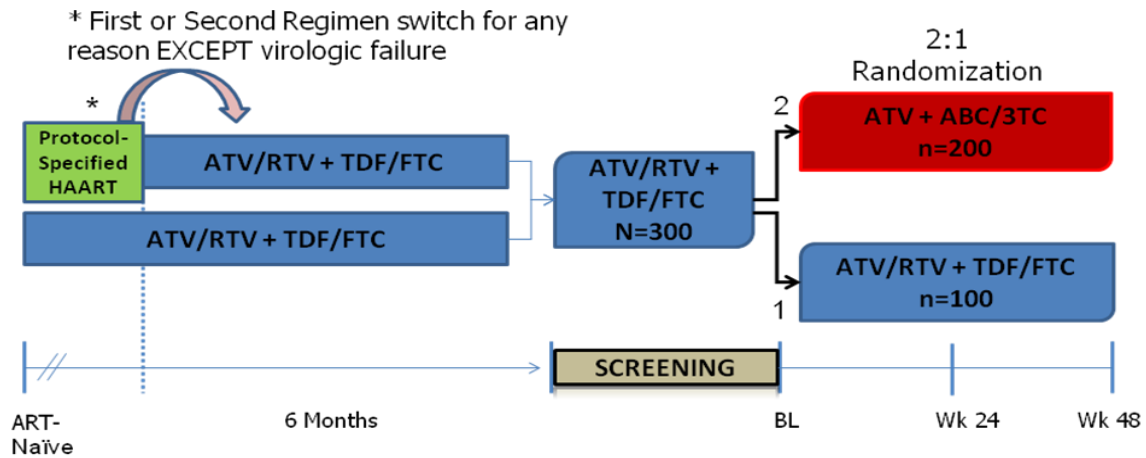 * First or Second Regimen switch for any
reason EXCEPT virologic failure
2:1
Randomization
*
Protocol-
Specified
HAART
ATV/RTV + TDF/FTC
ATV/RTV + TDF/FTC
ATV/RTV +
TDF/FTC
N=300
2
ATV + ABC/3TC
n=200
ATV/RTV + TDF/FTC
n=100
1
SCREENING
ART-
Naïve
6 Months
BL
Wk 24
Wk 48